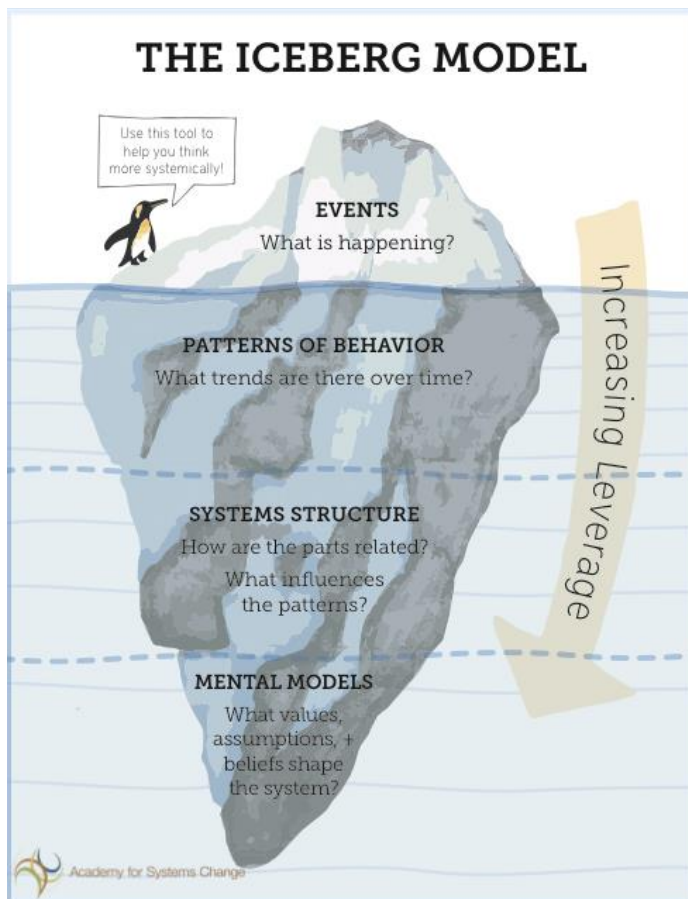 THE ICEBERG MODEL
Use this tool to
help you think
more systemically!
EVENTS
What is happening?
PATTERNS OF BEHAVIOR
What trends are there over time?
SYSTEMS STRUCTURE
How are the parts related?
What influences
the patterns?
MENTAL MODELS
What values,
assumptions, +
beliefs shape
the system?
Increasing Leverage
Academy for Systems Change